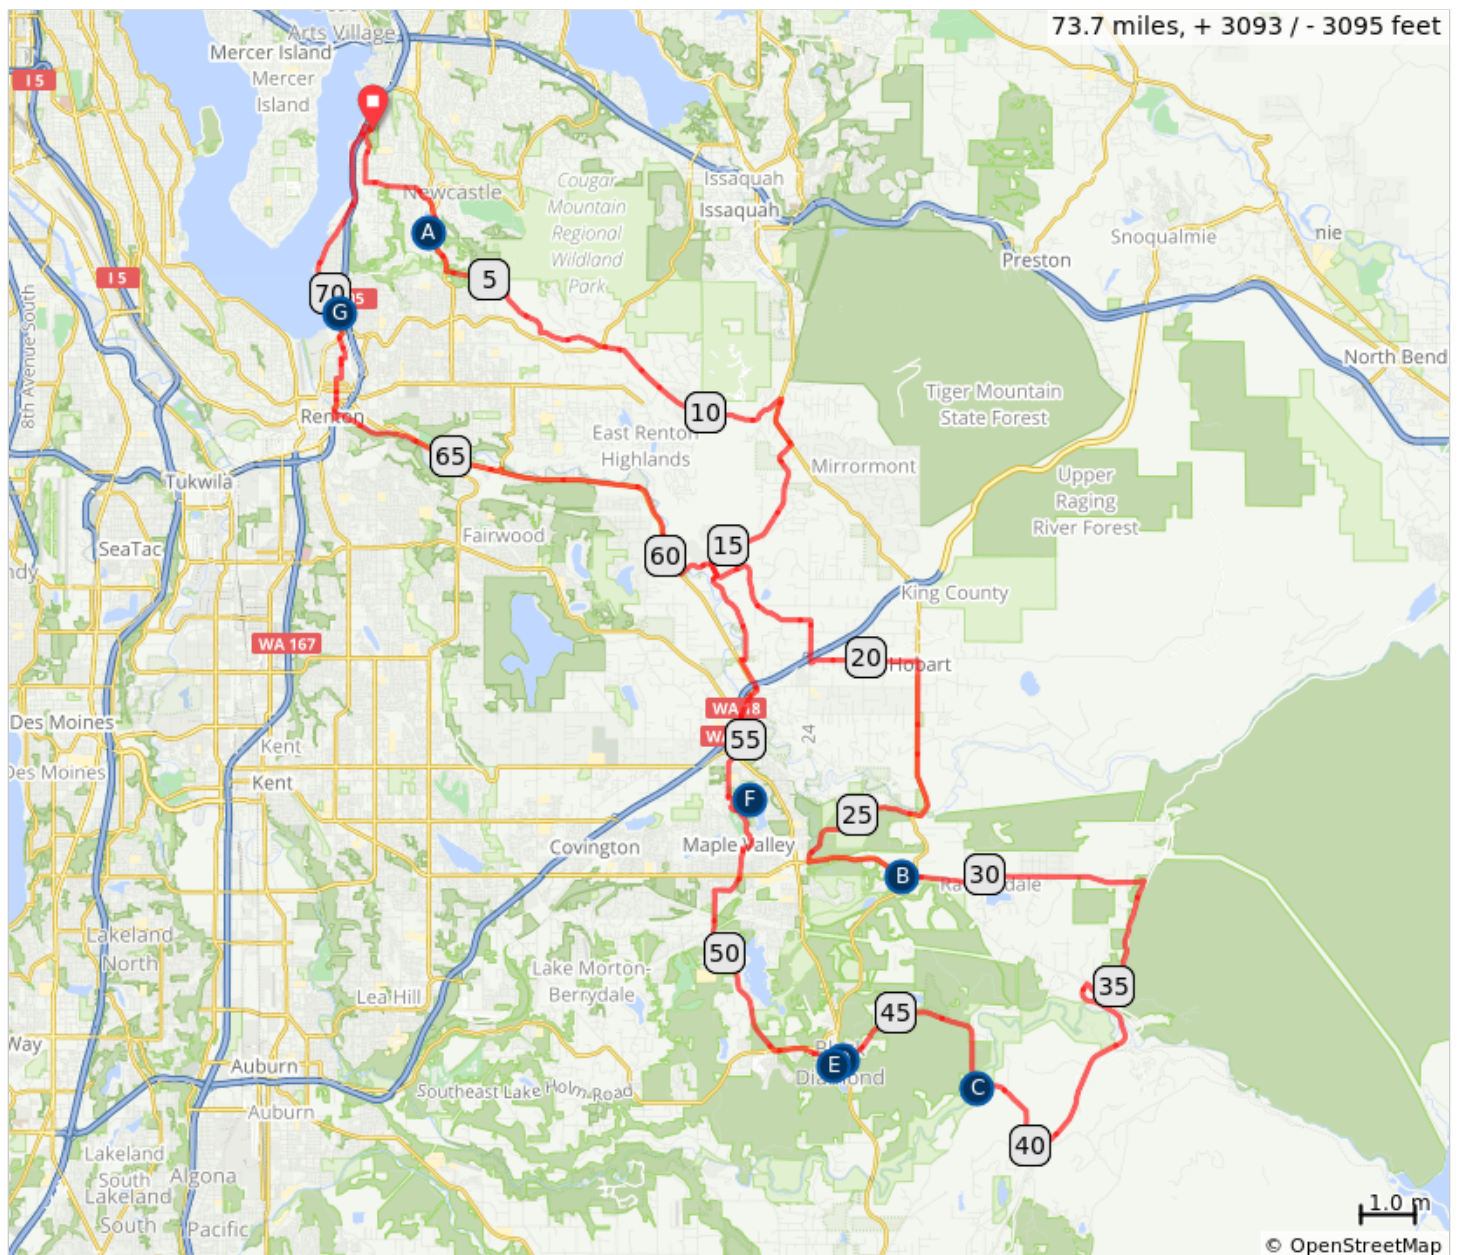 73.7 miles, + 3093 / - 3095 feet
Arts Village
Mercer Island
Mercer
Island
I 5
Newcastle
Cougar
Mountain
Regional
Wildland
Park
Issaquah
Issaquah
Snoqualmie
nie
Preston
A
5
I 5
70
5
G
8th Avenue South
North Bend
Tiger Mountain
State Forest
10
Renton
East Renton
Highlands
65
Mirrormont
Tukwila
Upper
Raging
River Forest
Fairwood
SeaTac
ndy
60
15
King County
WA 167
20
Hobart
WA 18
Des Moines
Kent
WA
55
24
Des Moines
Kent
F
25
Covington
Maple Valley
B
30
Lakeland
North
50
Lake Morton-
Berrydale
Lea Hill
35
45
Way
Auburn
E
Diamond
C
Southeast Lake Holm Road
Auburn
40
Lakeland
South
Lakeland
South
Algona
Pacific
1.0 m
© OpenStreetMap